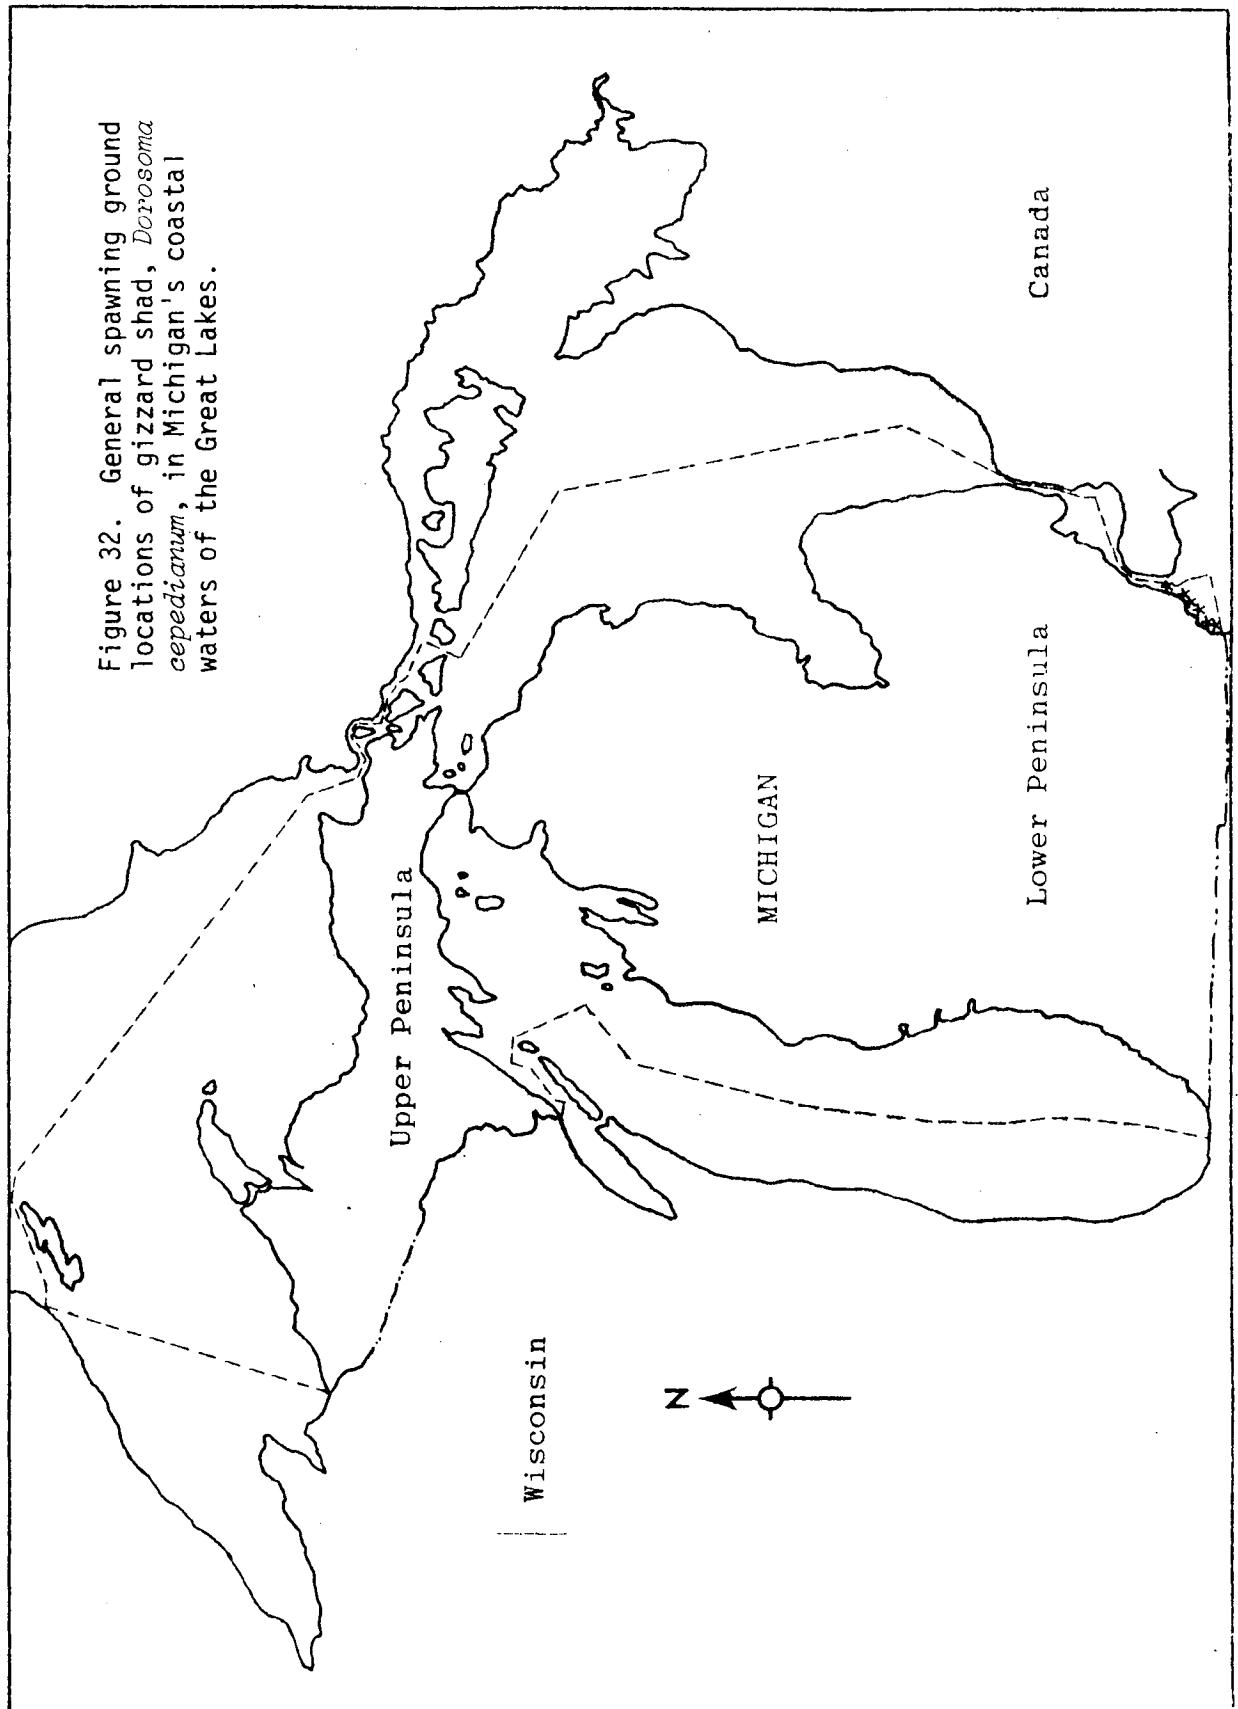 Figure 32. General spawning ground
locations of gizzard shad, Dorosoma
cepedianum, in Michigan's coastal
waters of the Great Lakes.
Canada
Upper Peninsula
MICHIGAN
Lower Peninsula
Wisconsin
N